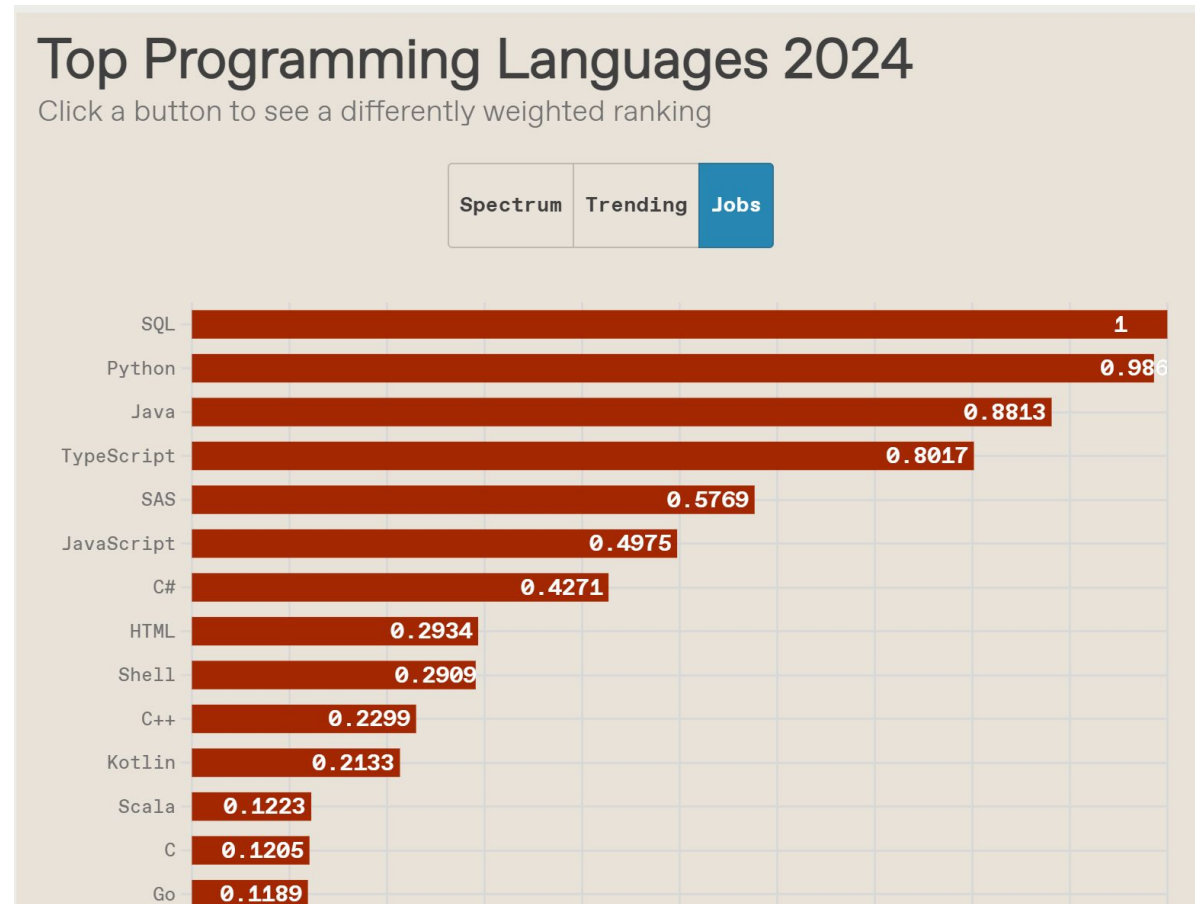 Top Programming Languages 2024
Click a button to see a differently weighted ranking
Spectrum Trending Jobs
SQL 1
Python 0.986
Java 0.8813
TypeScript 0.8017
SAS 0.5769
JavaScript 0.4975
C# 0.4271
HTML 0.2934
Shell 0.2909
C++ 0.2299
Kotlin 0.2133
Scala 0.1223
C 0.1205
Go 0.1189